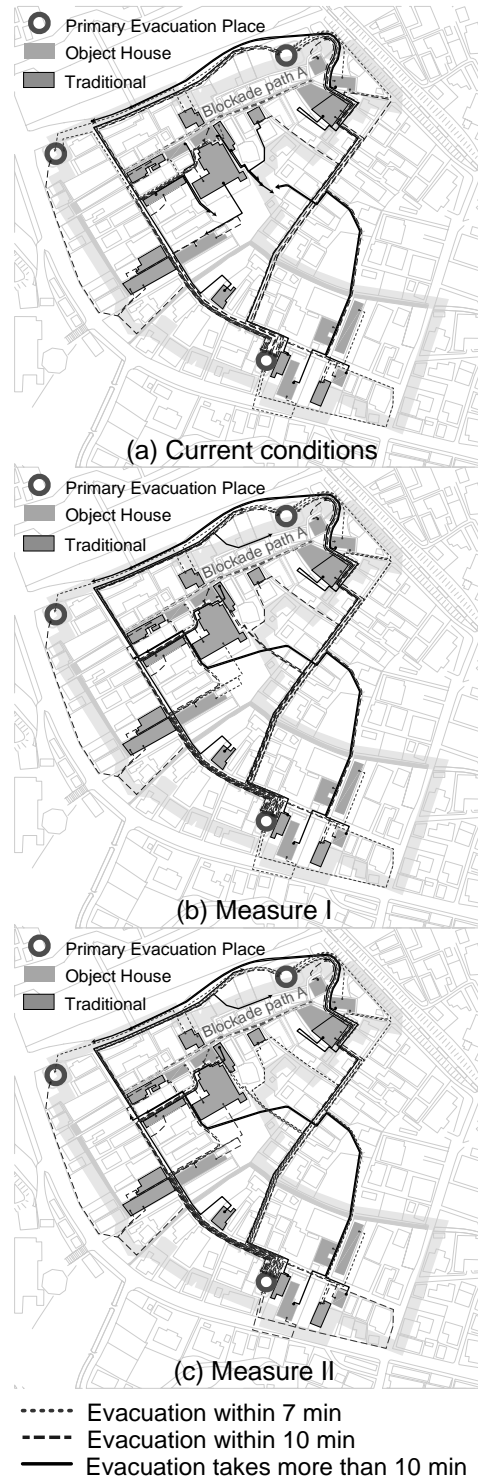 Primary Evacuation Place
Object House
Traditional
Blockade path A
(a) Current conditions
Primary Evacuation Place
Object House
Traditional
Blockade path A
(b) Measure I
Primary Evacuation Place
Object House
Traditional
Blockade path A
(c) Measure II
Evacuation within 7 min
Evacuation within 10 min
Evacuation takes more than 10 min